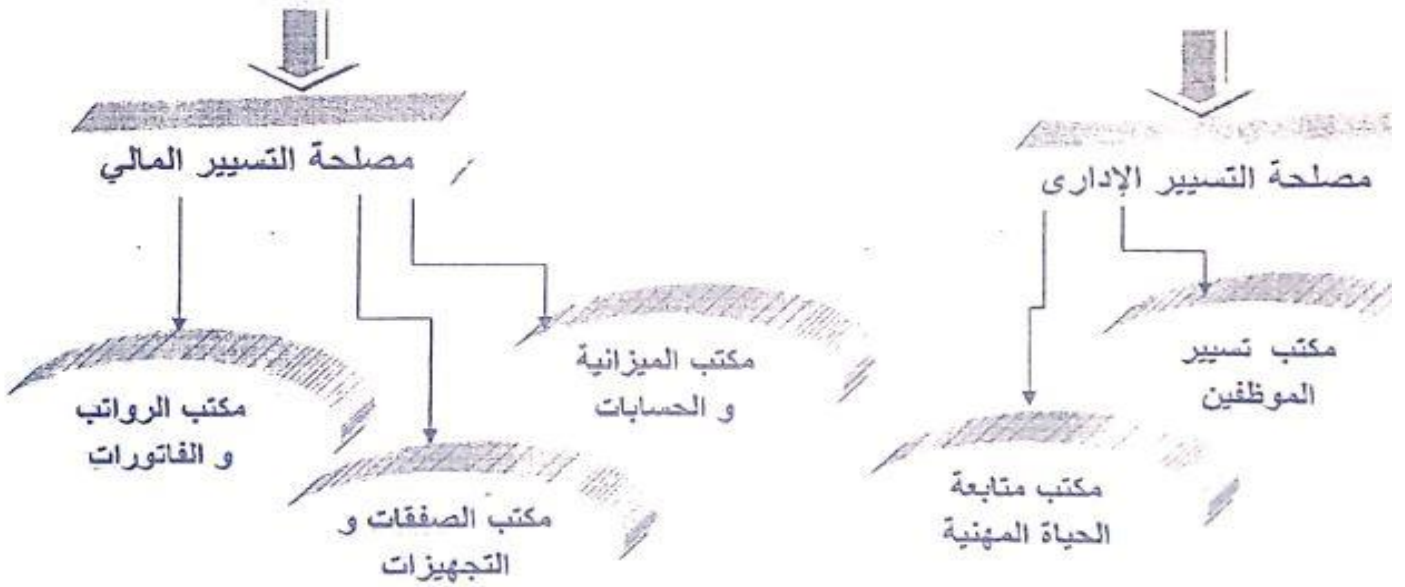 مصلحة التسيير الإدارى
مصلحة التسيير المالي
مكتب تسيير
الموظفين
مكتب متابعة
الحياة المهنية
مكتب الميزانية
و الحسابات
مكتب الصفقات و
التجهيزات
مكتب الرواتب
و الفاتورات